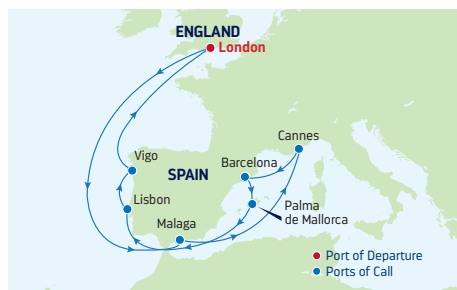 ENGLAND
London
Cannes
Barcelona
Vigo
SPAIN
Lisbon
Palma
de Mallorca
Malaga
Port of Departure
Ports of Call